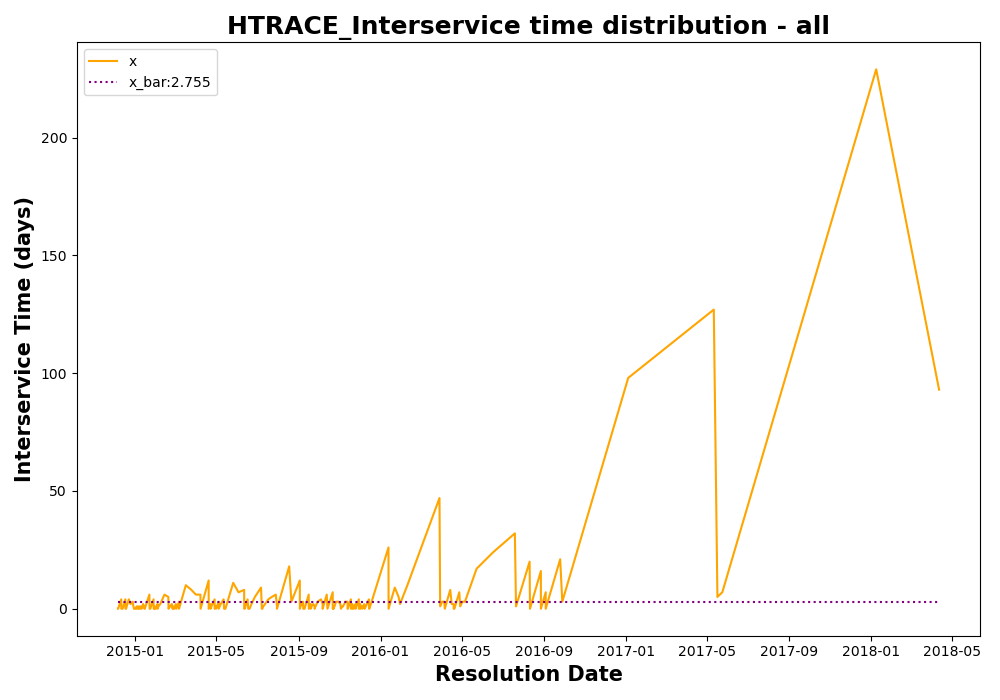 HTRACE_Interservice time distribution - all
x
x_bar:2.755
Interservice Time (days)
200
150
100
50
0
2015-01 2015-05 2015-09 2016-01 2016-05 2016-09 2017-01 2017-05 2017-09 2018-01 2018-05
Resolution Date